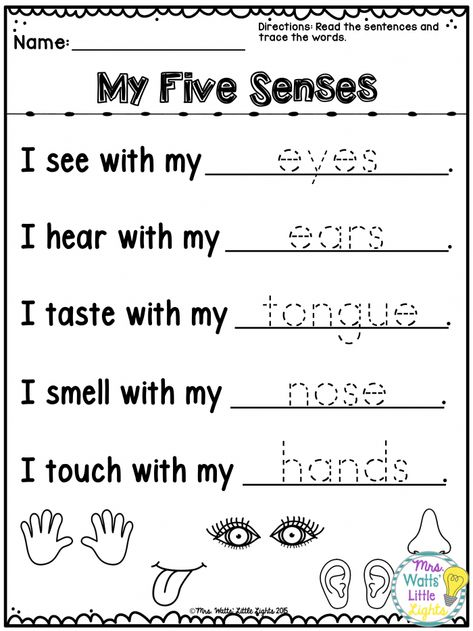 Directions: Read the sentences and
trace the words.
Name:
My Five Senses
I see with my eyes.
I hear with my ears.
I taste with my tongue.
I smell with my nose.
I touch with my hands.
©Mrs. Watts' Little Lights 2015
Mrs.
Watts'
Little
Lights